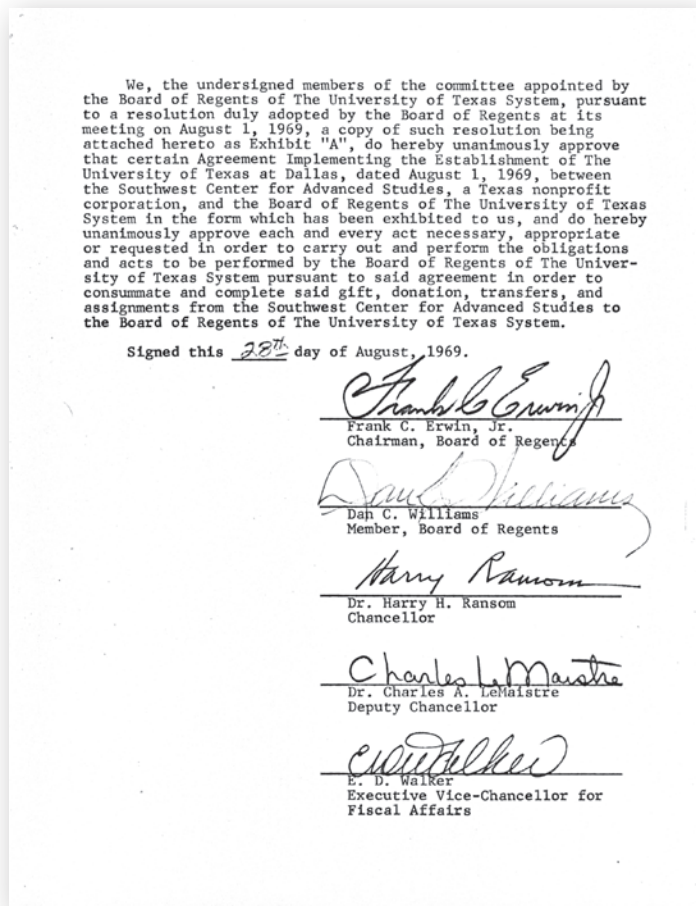 We, the undersigned members of the committee appointed by
the Board of Regents of The University of Texas System, pursuant
to a resolution duly adopted by the Board of Regents at its
meeting on August 1, 1969, a copy of such resolution being
attached hereto as Exhibit "A", do hereby unanimously approve
that certain Agreement Implementing the Establishment of The
University of Texas at Dallas, dated August 1, 1969, between
the Southwest Center for Advanced Studies, a Texas nonprofit
corporation, and the Board of Regents of The University of Texas
System in the form which has been exhibited to us, and do hereby
unanimously approve each and every act necessary, appropriate
or requested in order to carry out and perform the obligations
and acts to be performed by the Board of Regents of The Univer-
sity of Texas System pursuant to said agreement in order to
consummate and complete said gift, donation, transfers, and
assignments from the Southwest Center for Advanced Studies to
the Board of Regents of The University of Texas System.
Signed this 28th day of August, 1969.
Frank C Erwin Jr
Frank C. Erwin, Jr.
Chairman, Board of Regents
Dan C Williams
Dan C. Williams
Member, Board of Regents
Harry Ransom
Dr. Harry H. Ransom
Chancellor
Charles LeMaistre
Dr. Charles A. LeMaistre
Deputy Chancellor
E D Walker
E. D. Walker
Executive Vice-Chancellor for
Fiscal Affairs